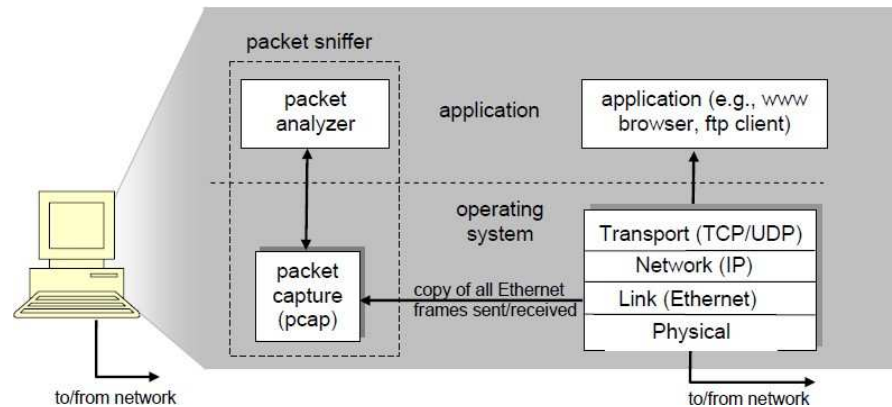 packet sniffer
packet
analyzer
application
application (e.g., www
browser, ftp client)
operating
system
packet
capture
(pcap)
copy of all Ethernet
frames sent/received
Transport (TCP/UDP)
Network (IP)
Link (Ethernet)
Physical
to/from network
to/from network